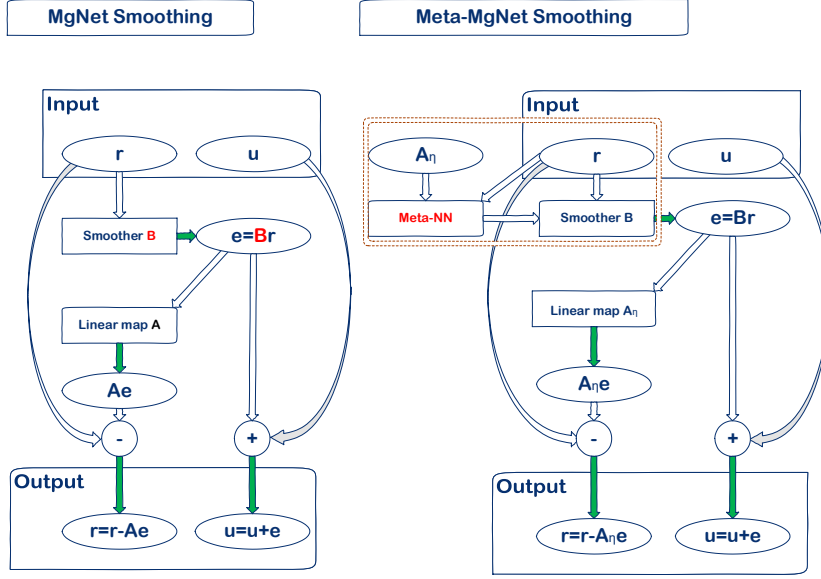 MgNet Smoothing
Input
r
u
Smoother B
e=Br
Linear map A
Ae
-
+
Output
r=r-Ae
u=u+e
Meta-MgNet Smoothing
Input
Aη
r
u
Meta-NN
Smoother B
e=Br
Linear map Aη
Aηe
-
+
Output
r=r-Aηe
u=u+e